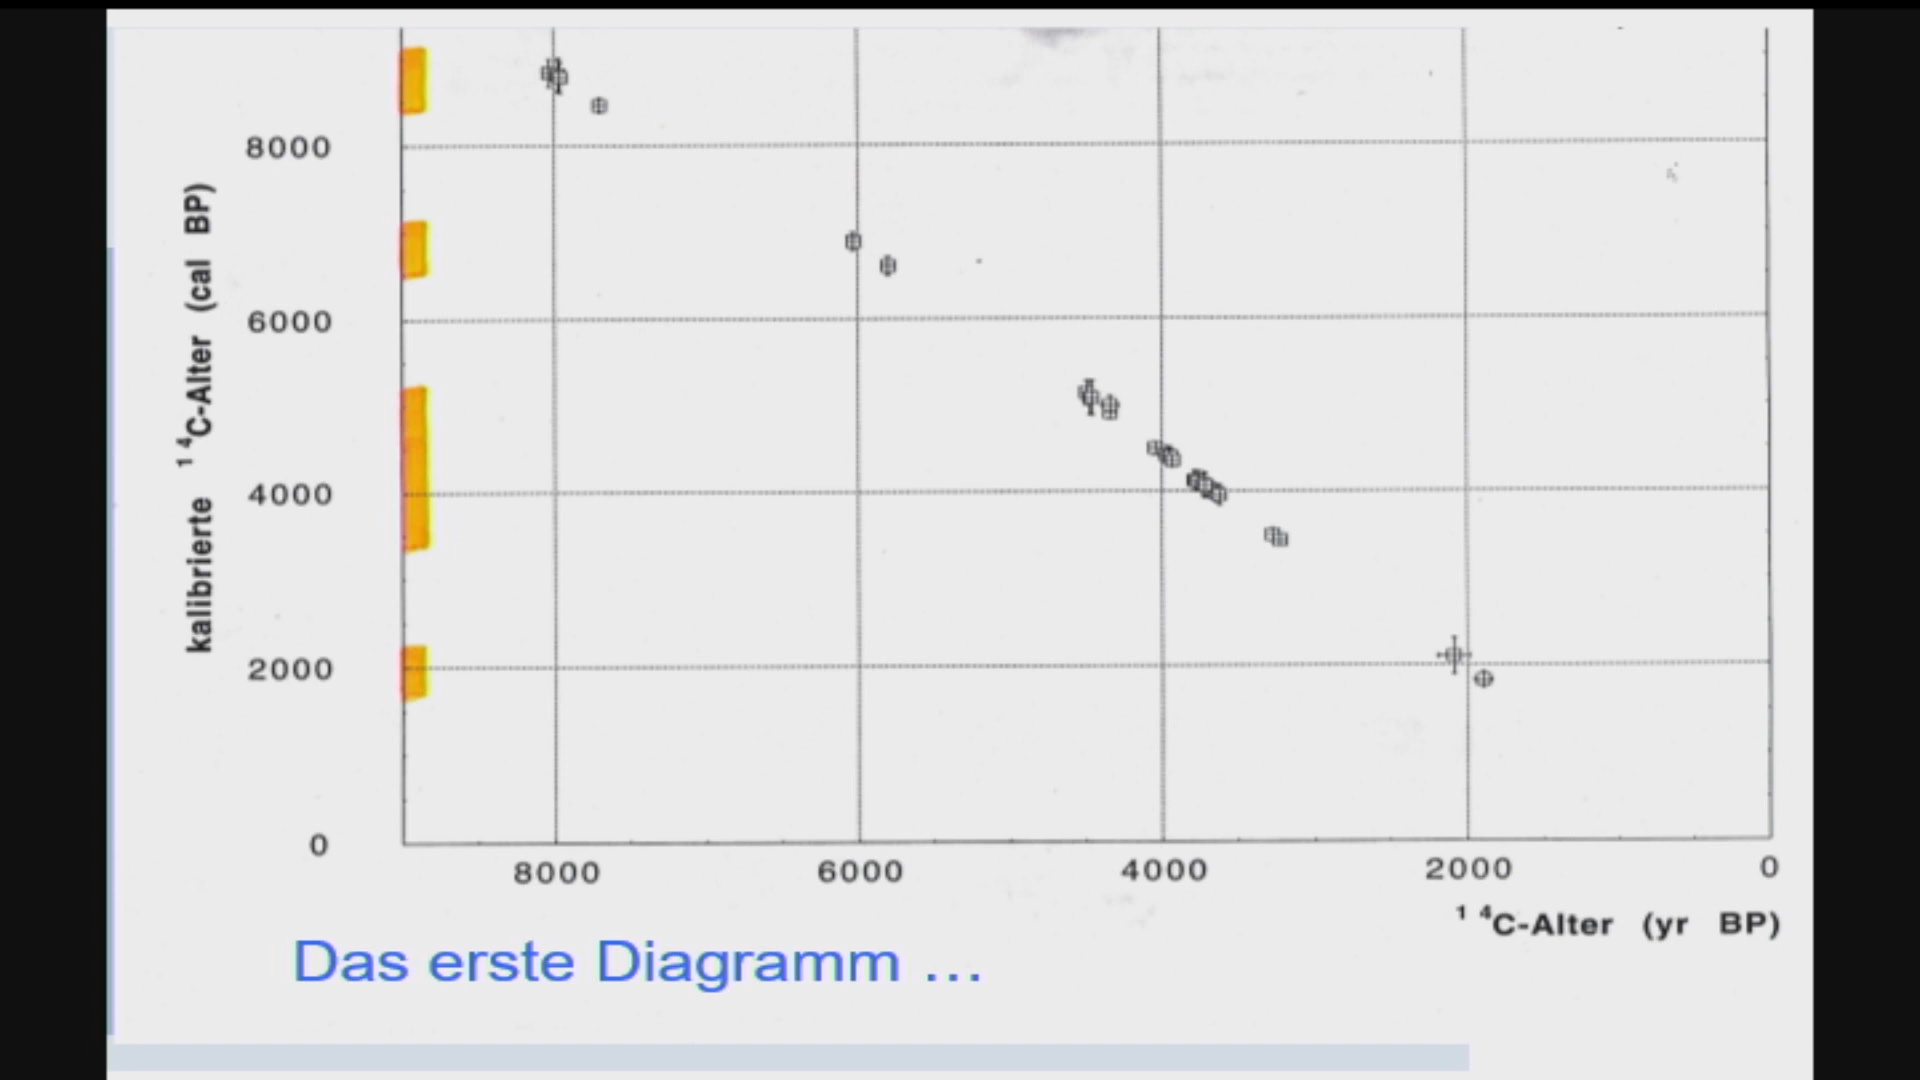 8000
6000
4000
2000
0
kalibrierte ¹⁴C-Alter (cal BP)
8000 6000 4000 2000 0
¹⁴C-Alter (yr BP)
Das erste Diagramm ...